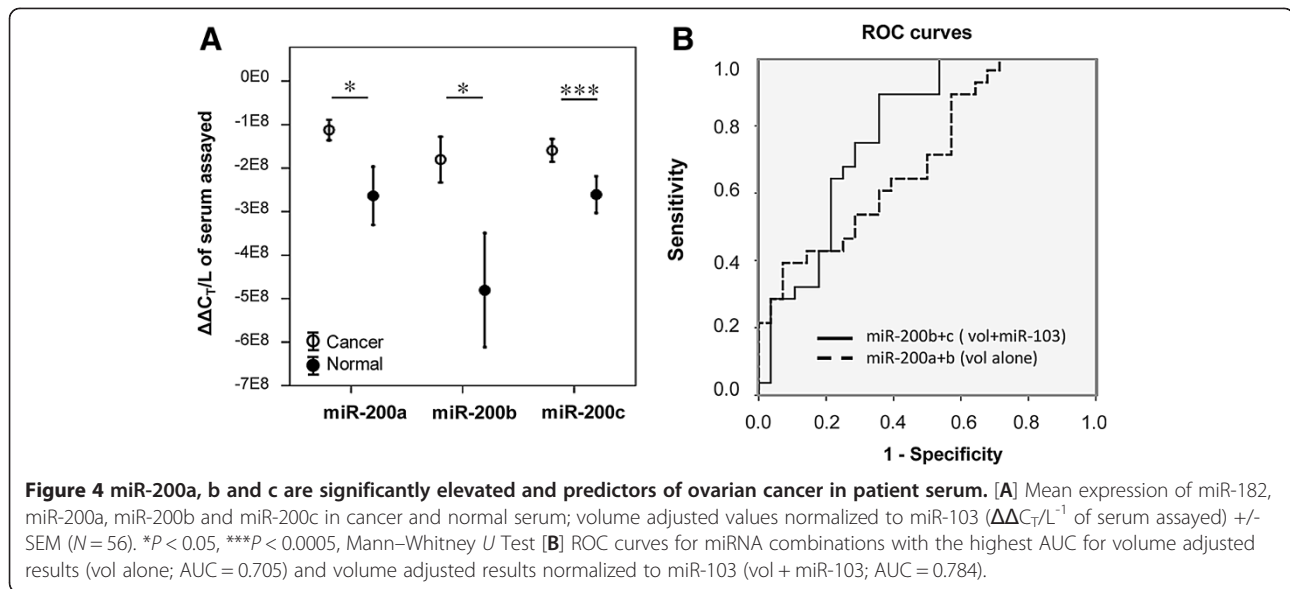 A
ΔΔC_T/L of serum assayed
0E0
-1E8
-2E8
-3E8
-4E8
-5E8
-6E8
-7E8
* * ***
Cancer
Normal
miR-200a miR-200b miR-200c
B
ROC curves
Sensitivity
1.0
0.8
0.6
0.4
0.2
0.0
miR-200b+c ( vol+miR-103)
miR-200a+b (vol alone)
0.0 0.2 0.4 0.6 0.8 1.0
1 - Specificity
Figure 4 miR-200a, b and c are significantly elevated and predictors of ovarian cancer in patient serum. [A] Mean expression of miR-182,
miR-200a, miR-200b and miR-200c in cancer and normal serum; volume adjusted values normalized to miR-103 (ΔΔC_T/L⁻¹ of serum assayed) +/-
SEM (N = 56). *P < 0.05, ***P < 0.0005, Mann–Whitney U Test [B] ROC curves for miRNA combinations with the highest AUC for volume adjusted
results (vol alone; AUC = 0.705) and volume adjusted results normalized to miR-103 (vol + miR-103; AUC = 0.784).